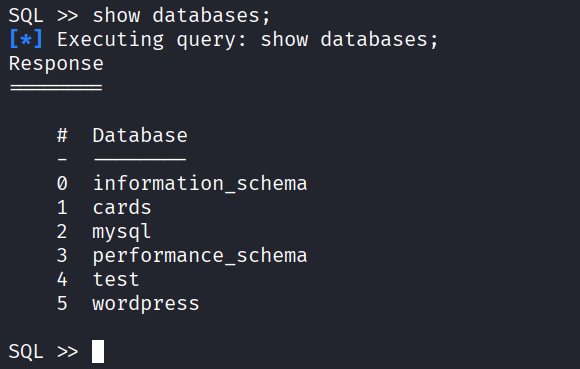 SQL >> show databases;
[*] Executing query: show databases;
Response
========
#  Database
-  --------
0  information_schema
1  cards
2  mysql
3  performance_schema
4  test
5  wordpress
SQL >>